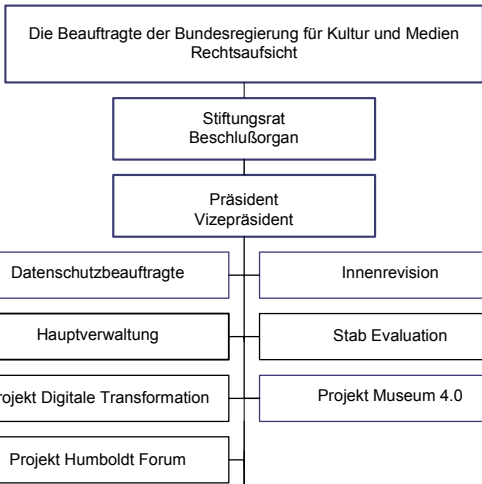 Die Beauftragte der Bundesregierung für Kultur und Medien
Rechtsaufsicht
Stiftungsrat
Beschlußorgan
Präsident
Vizepräsident
Datenschutzbeauftragte
Innenrevision
Hauptverwaltung
Stab Evaluation
rojekt Digitale Transformation
Projekt Museum 4.0
Projekt Humboldt Forum